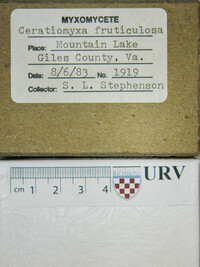 MYXOMYCETE
Ceratiomyxa fruticulosa
Place: Mountain Lake
Giles County, Va.
Date: 8/6/83 No. 1919
Collector: S. L. Stephenson
URV
cm 1 2 3 4